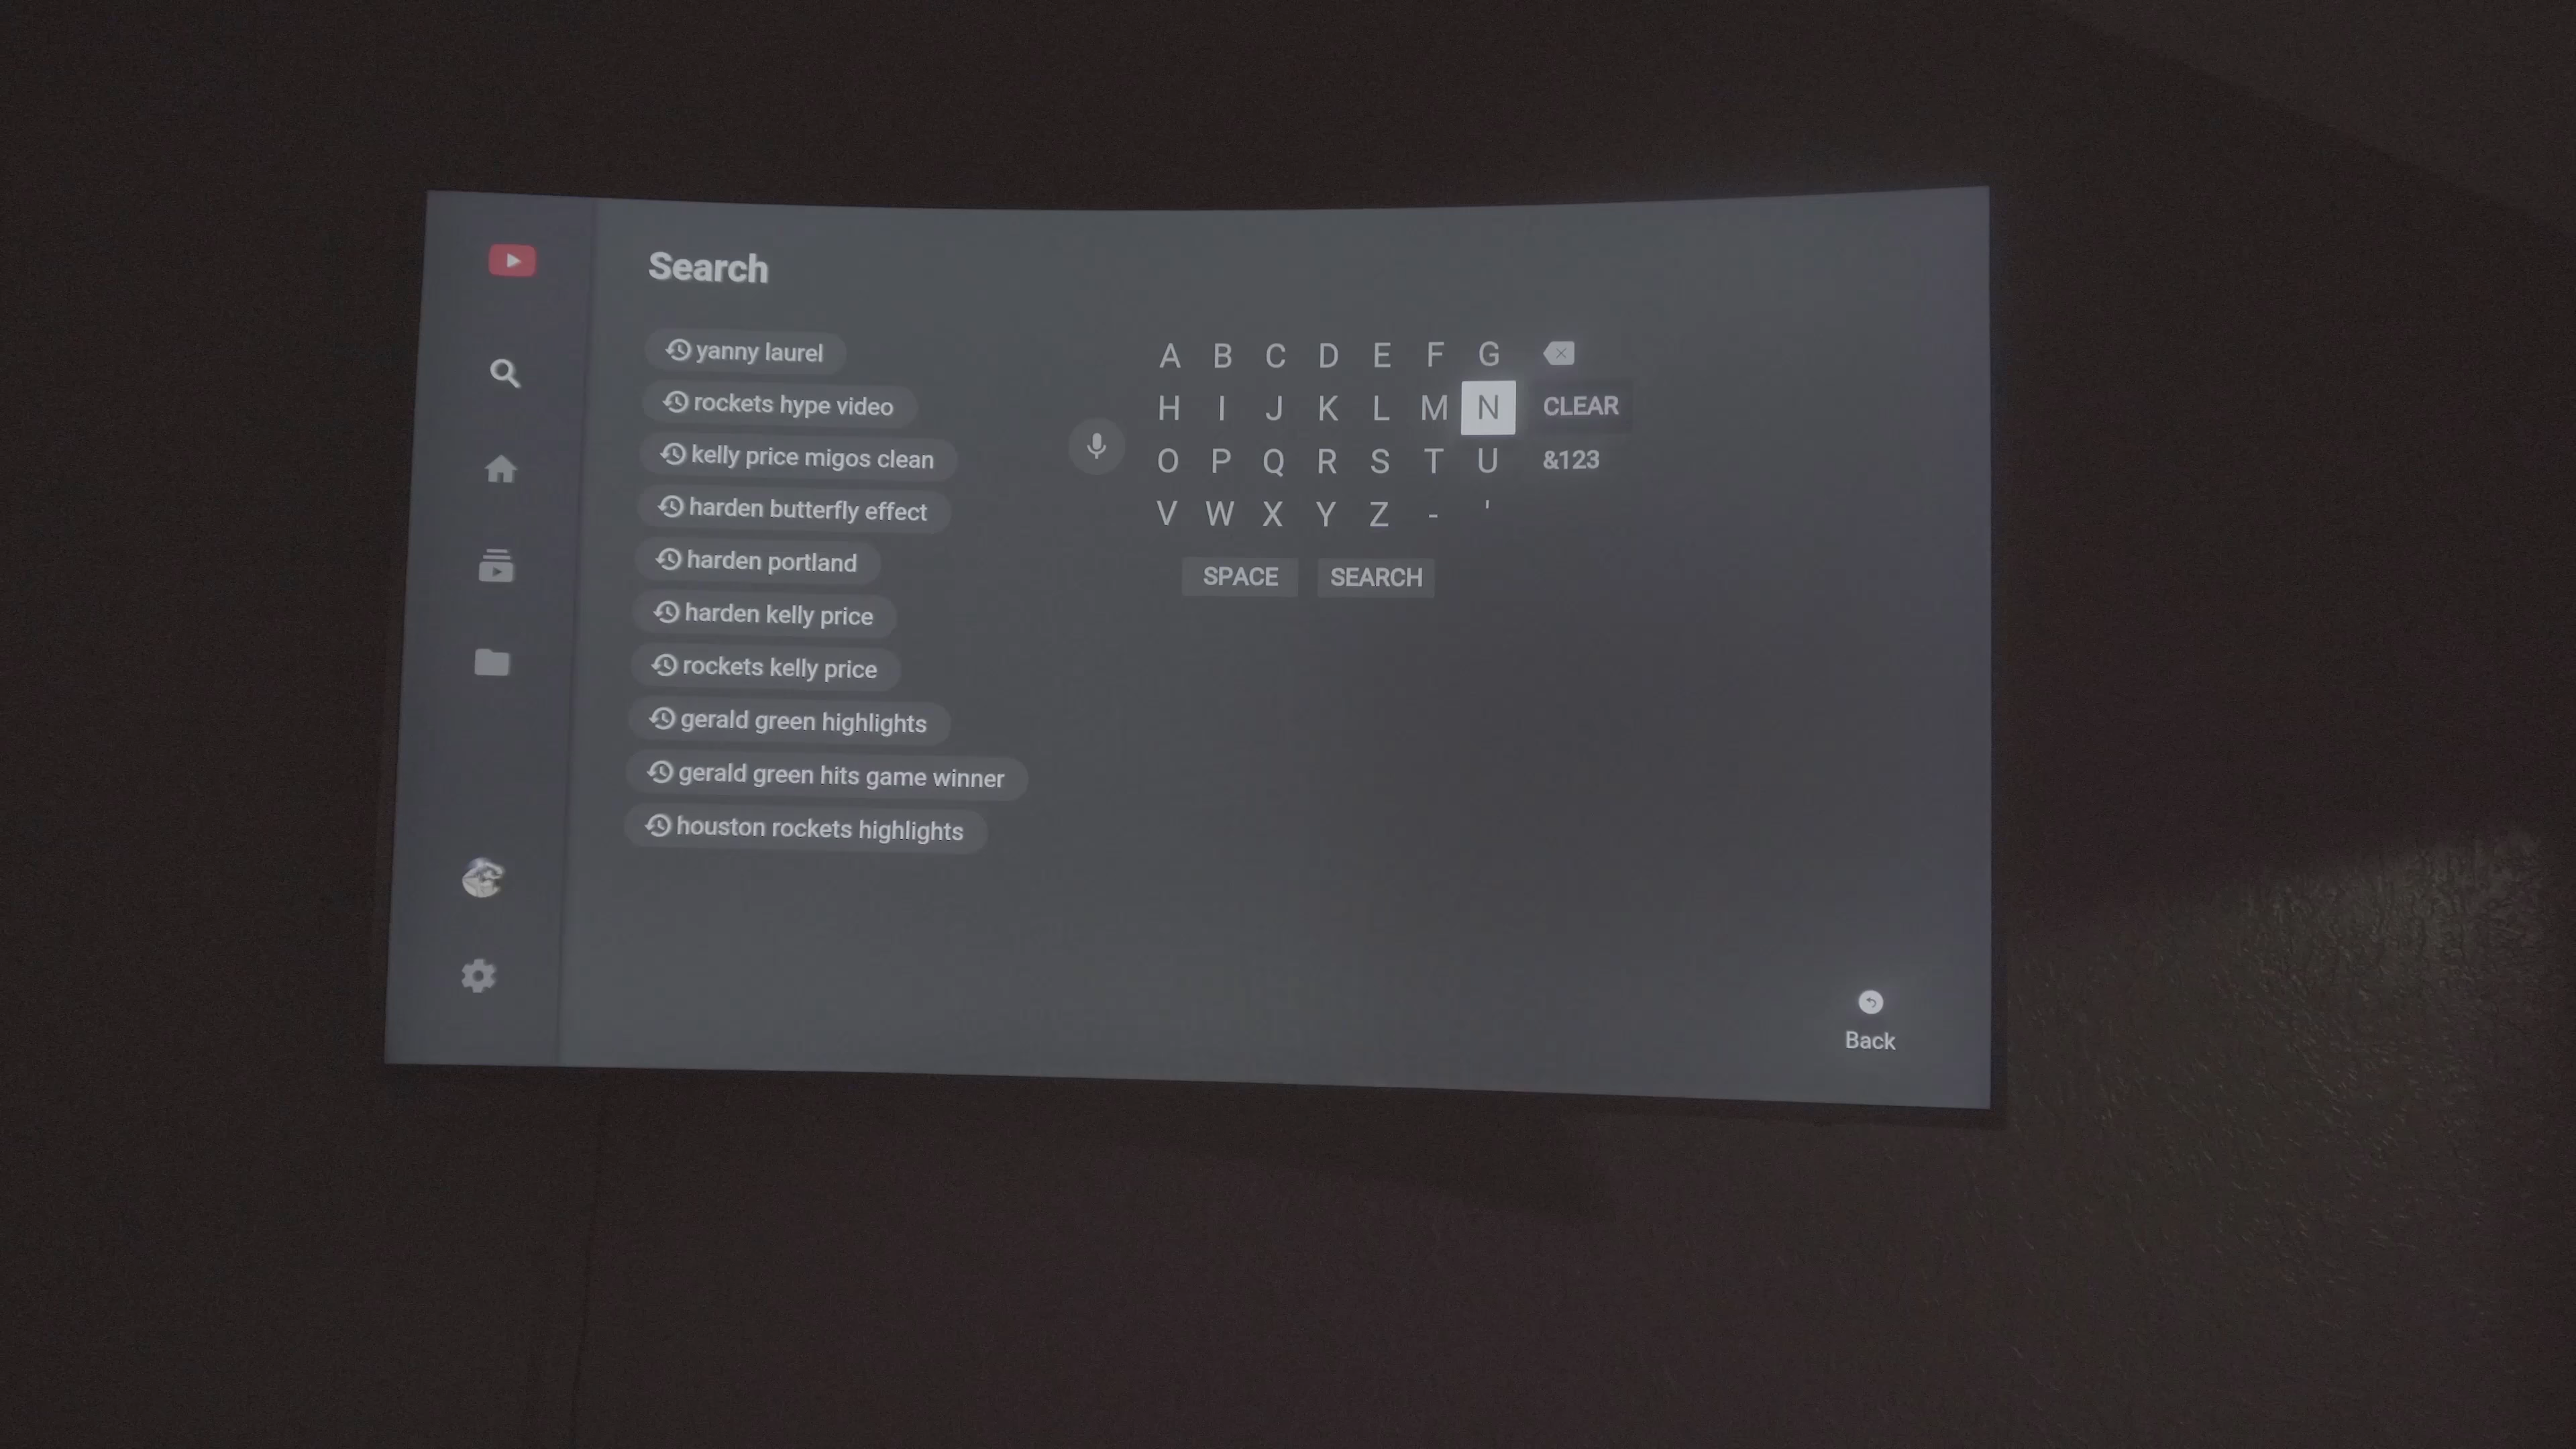 Search
yanny laurel
rockets hype video
kelly price migos clean
harden butterfly effect
harden portland
harden kelly price
rockets kelly price
gerald green highlights
gerald green hits game winner
houston rockets highlights
A B C D E F G
H I J K L M N CLEAR
O P Q R S T U &123
V W X Y Z - '
SPACE SEARCH
Back